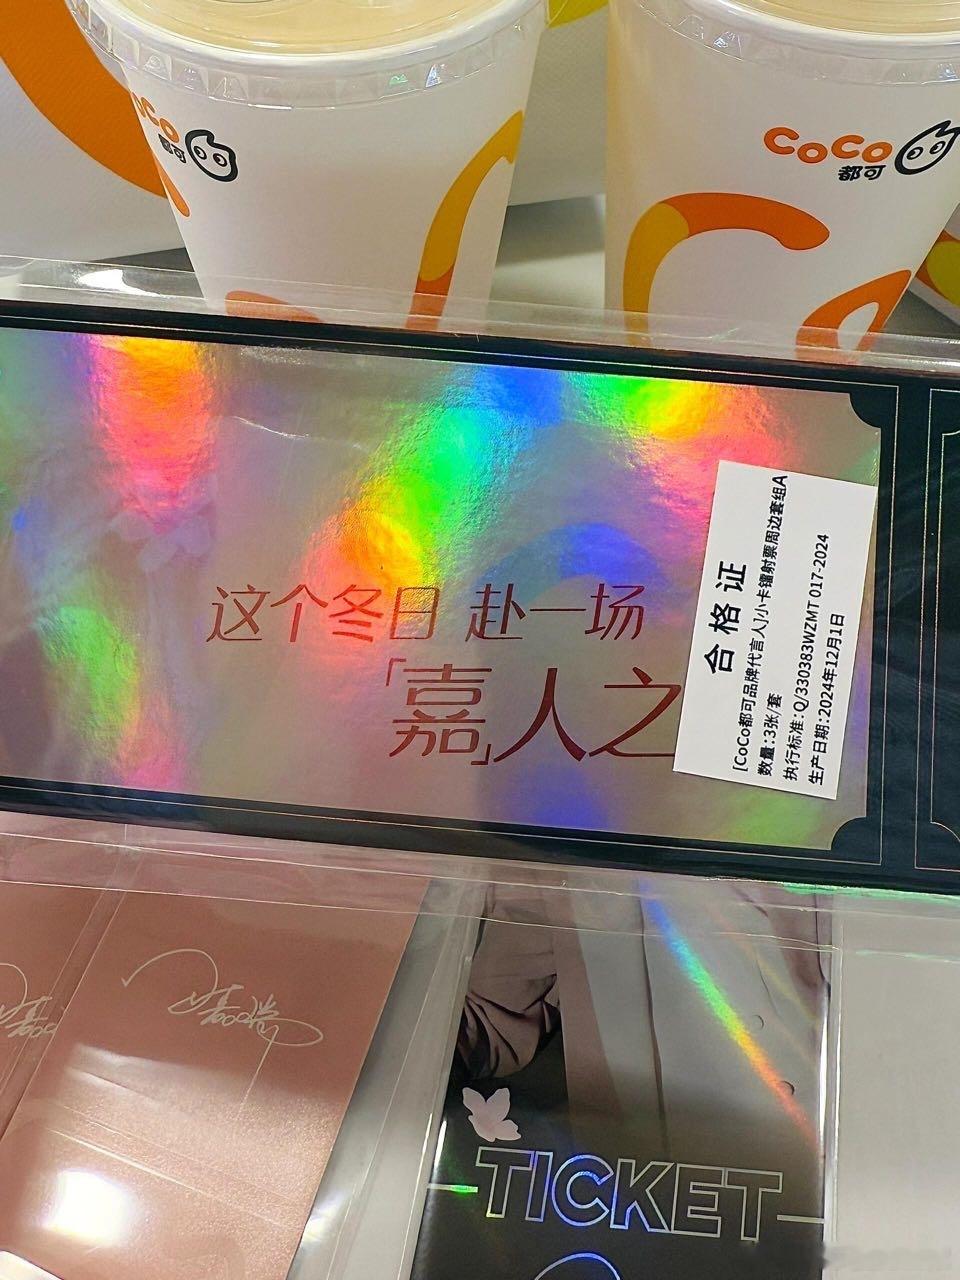 CoCo
都可
CoCo
都可
这个冬日 赴一场
「嘉」人之
合格证
[CoCo都可品牌代言人]小卡镭射票周边套组A
数量:3张/套
执行标准:Q/330383WZMT 017-2024
生产日期:2024年12月1日
TICKET